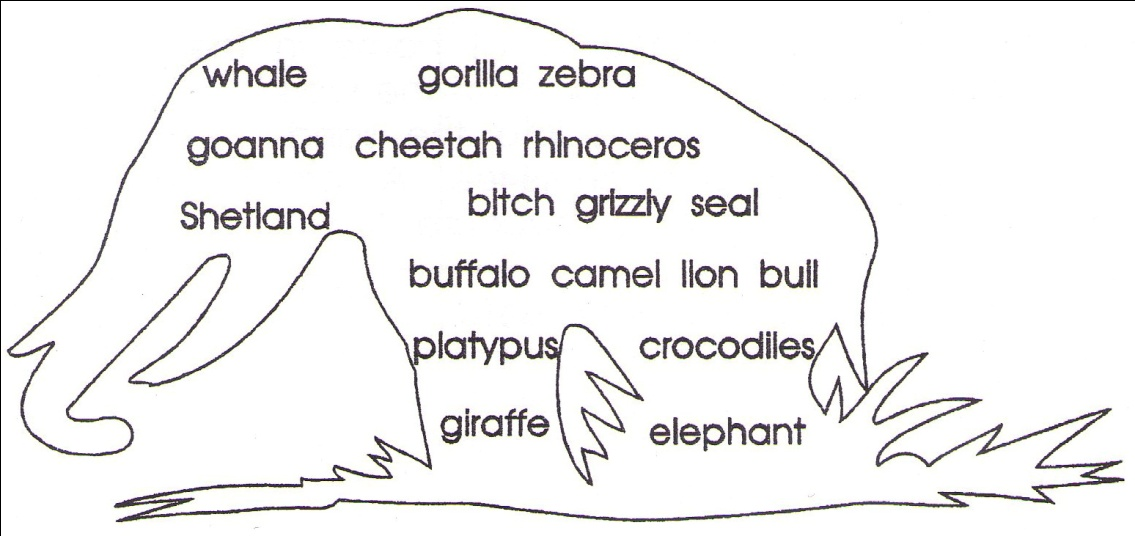 whale gorilla zebra
goanna cheetah rhinoceros
Shetland bitch grizzly seal
buffalo camel lion bull
platypus crocodiles
giraffe elephant